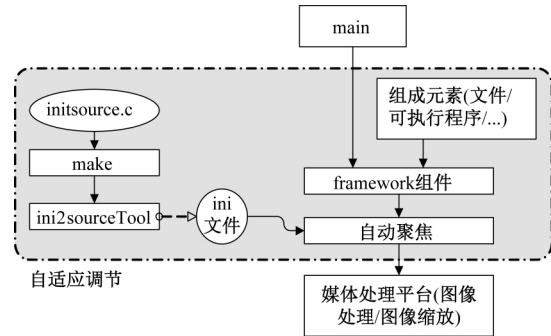 main
initsource.c
组成元素(文件/
可执行程序/...)
make
framework组件
ini2sourceTool
ini
文件
自动聚焦
自适应调节
媒体处理平台(图像
处理/图像缩放)